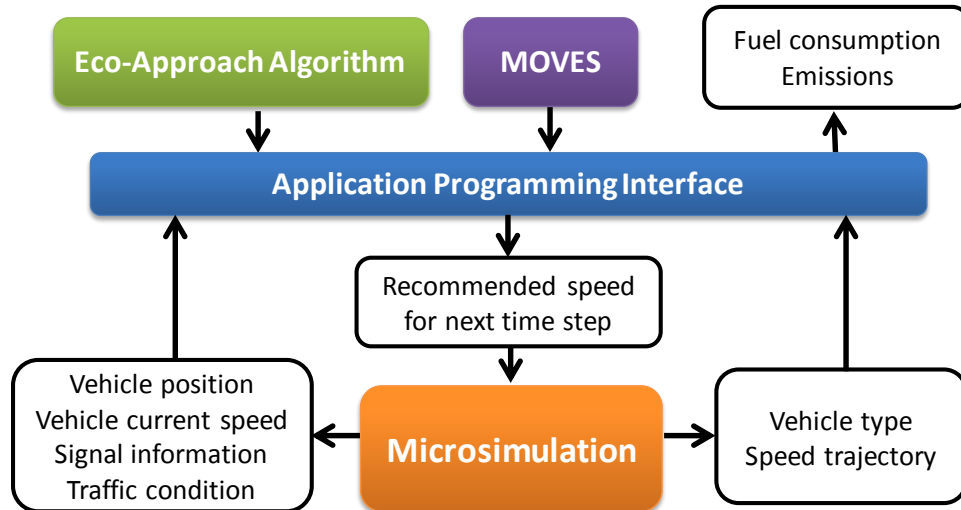 Eco-Approach Algorithm
MOVES
Fuel consumption
Emissions
Application Programming Interface
Recommended speed
for next time step
Vehicle position
Vehicle current speed
Signal information
Traffic condition
Microsimulation
Vehicle type
Speed trajectory